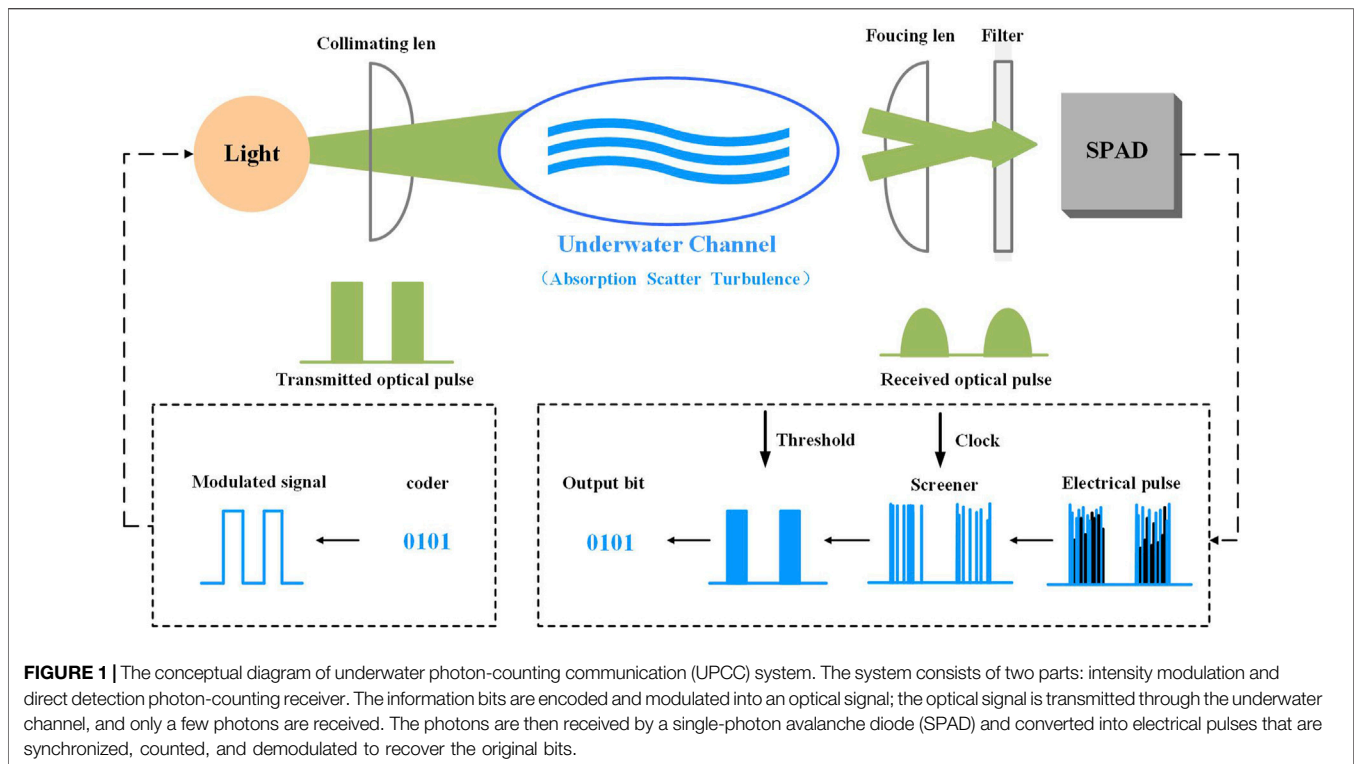 Collimating len
Foucing len
Filter
Light
SPAD
Underwater Channel
（Absorption Scatter Turbulence）
Transmitted optical pulse
Received optical pulse
Threshold
Clock
Modulated signal
coder
Output bit
Screener
Electrical pulse
0101
0101
FIGURE 1 | The conceptual diagram of underwater photon-counting communication (UPCC) system. The system consists of two parts: intensity modulation and
direct detection photon-counting receiver. The information bits are encoded and modulated into an optical signal; the optical signal is transmitted through the underwater
channel, and only a few photons are received. The photons are then received by a single-photon avalanche diode (SPAD) and converted into electrical pulses that are
synchronized, counted, and demodulated to recover the original bits.